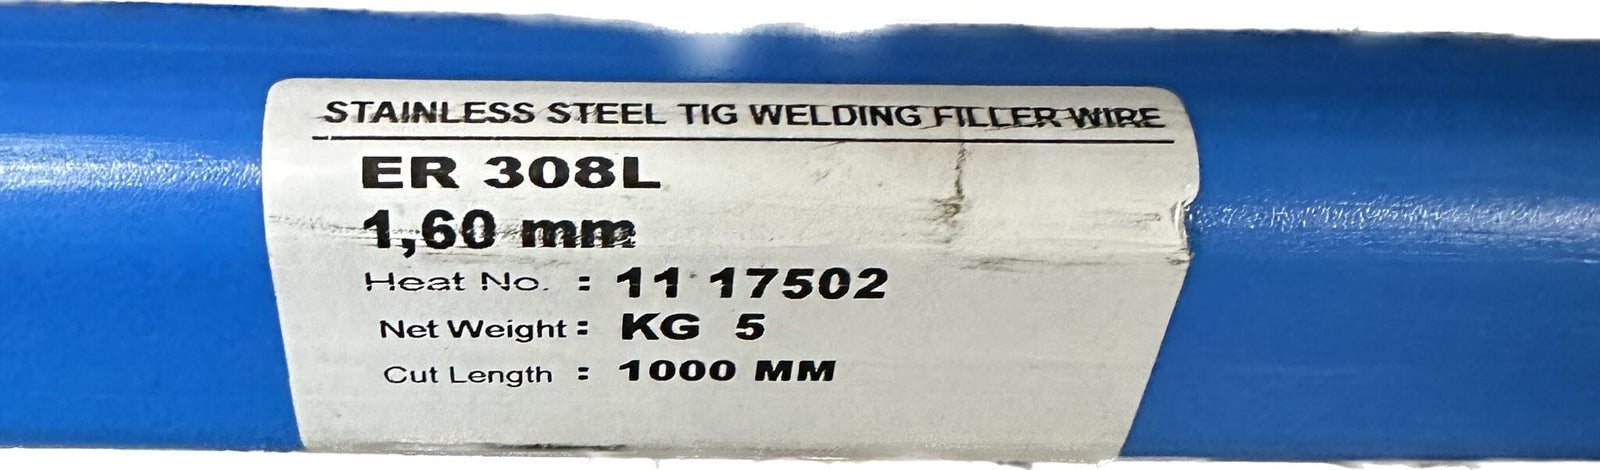 STAINLESS STEEL TIG WELDING FILLER WIRE
ER 308L
1,60 mm
Heat No. : 11 17502
Net Weight : KG 5
Cut Length : 1000 MM